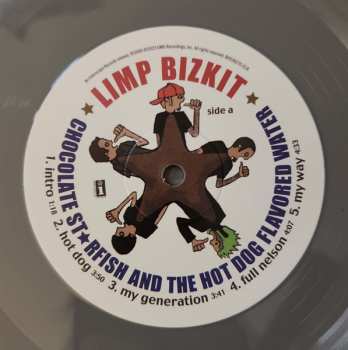 LIMP BIZKIT
side a
CHOCOLATE ST★RFISH AND THE HOT DOG FLAVORED WATER
1. intro 1:18 2. hot dog 3:50 3. my generation 3:41 4. full nelson 4:07 5. my way 4:33